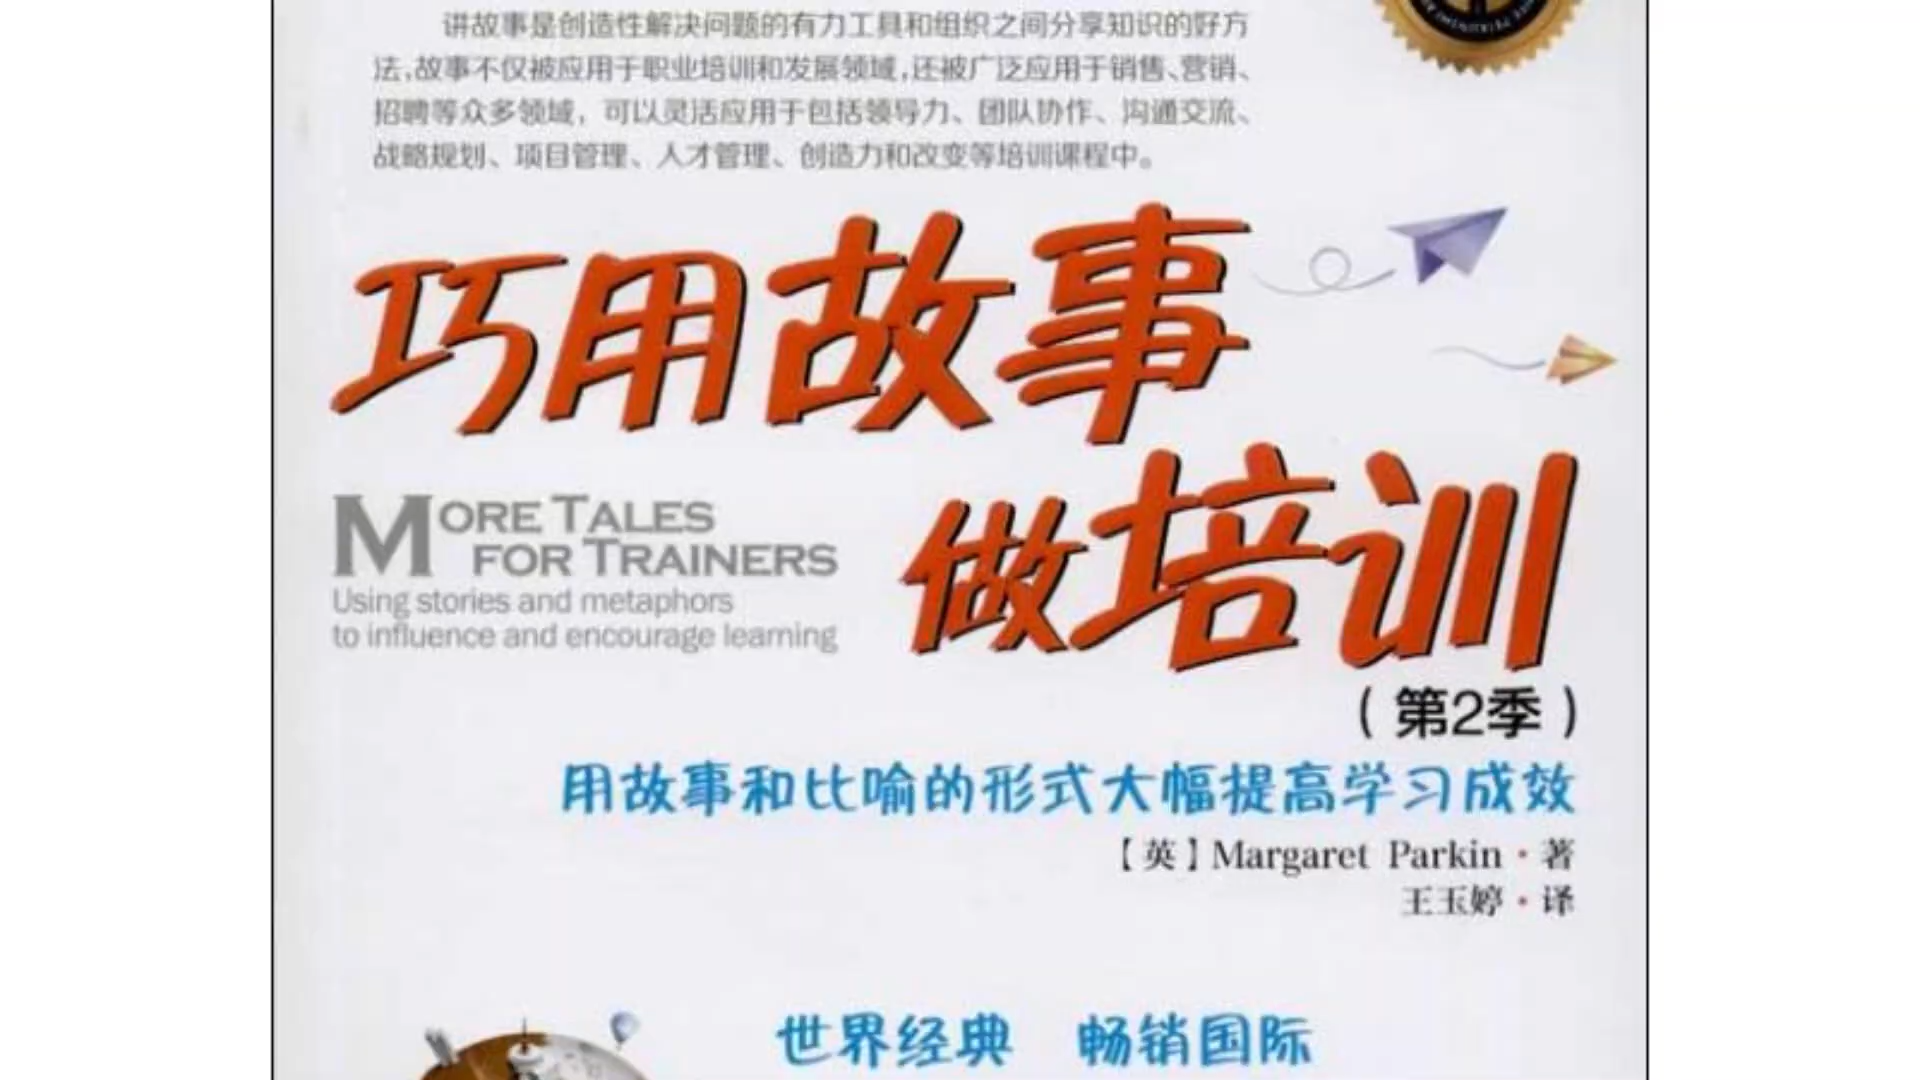 讲故事是创造性解决问题的有力工具和组织之间分享知识的好方
法,故事不仅被应用于职业培训和发展领域,还被广泛应用于销售、营销、
招聘等众多领域，可以灵活应用于包括领导力、团队协作、沟通交流、
战略规划、项目管理、人才管理、创造力和改变等培训课程中。
巧用故事
做培训
MORE TALES
FOR TRAINERS
Using stories and metaphors
to influence and encourage learning
（第2季）
用故事和比喻的形式大幅提高学习成效
【英】Margaret Parkin·著
王玉婷·译
世界经典 畅销国际